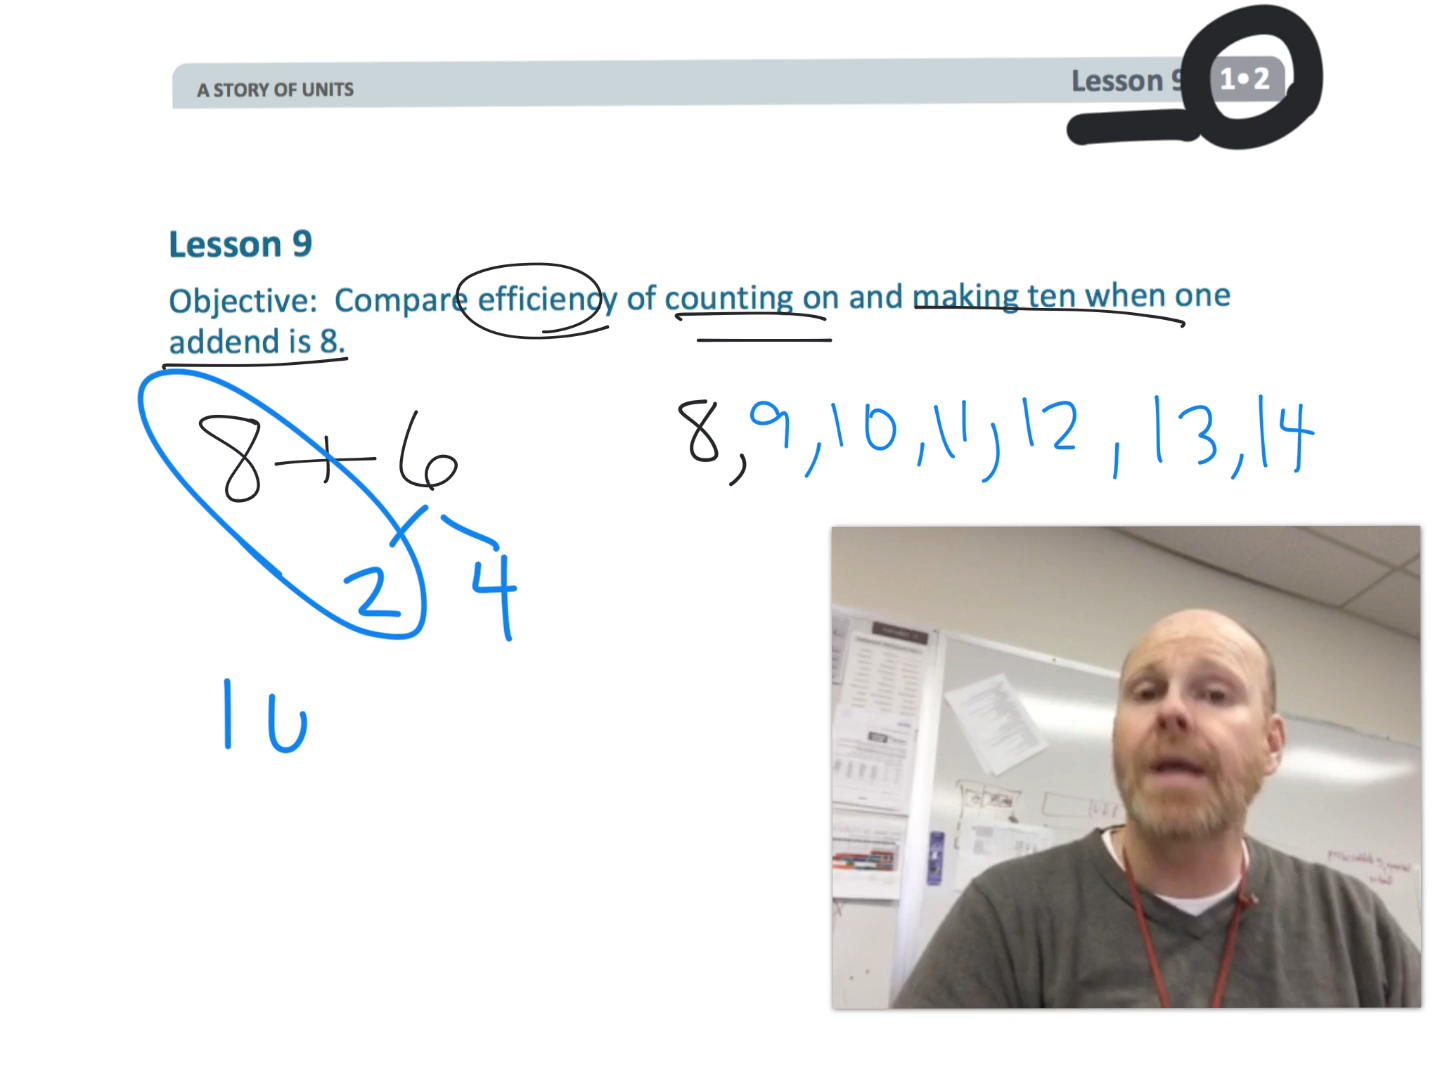 A STORY OF UNITS
Lesson 9 1•2
Lesson 9
Objective: Compare efficiency of counting on and making ten when one
addend is 8.
8 + 6
8, 9, 10, 11, 12, 13, 14
2 4
10